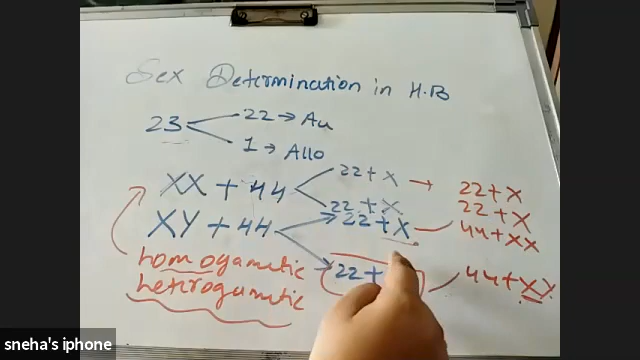 Sex Determination in H.B
23 22 → Au
1 → Allo
XX + 44 22 + X → 22 + X
22 + X 22 + X
XY + 44 22 + X 44 + XX
homogametic 22 + 44 + XY
hetrogametic
sneha's iphone